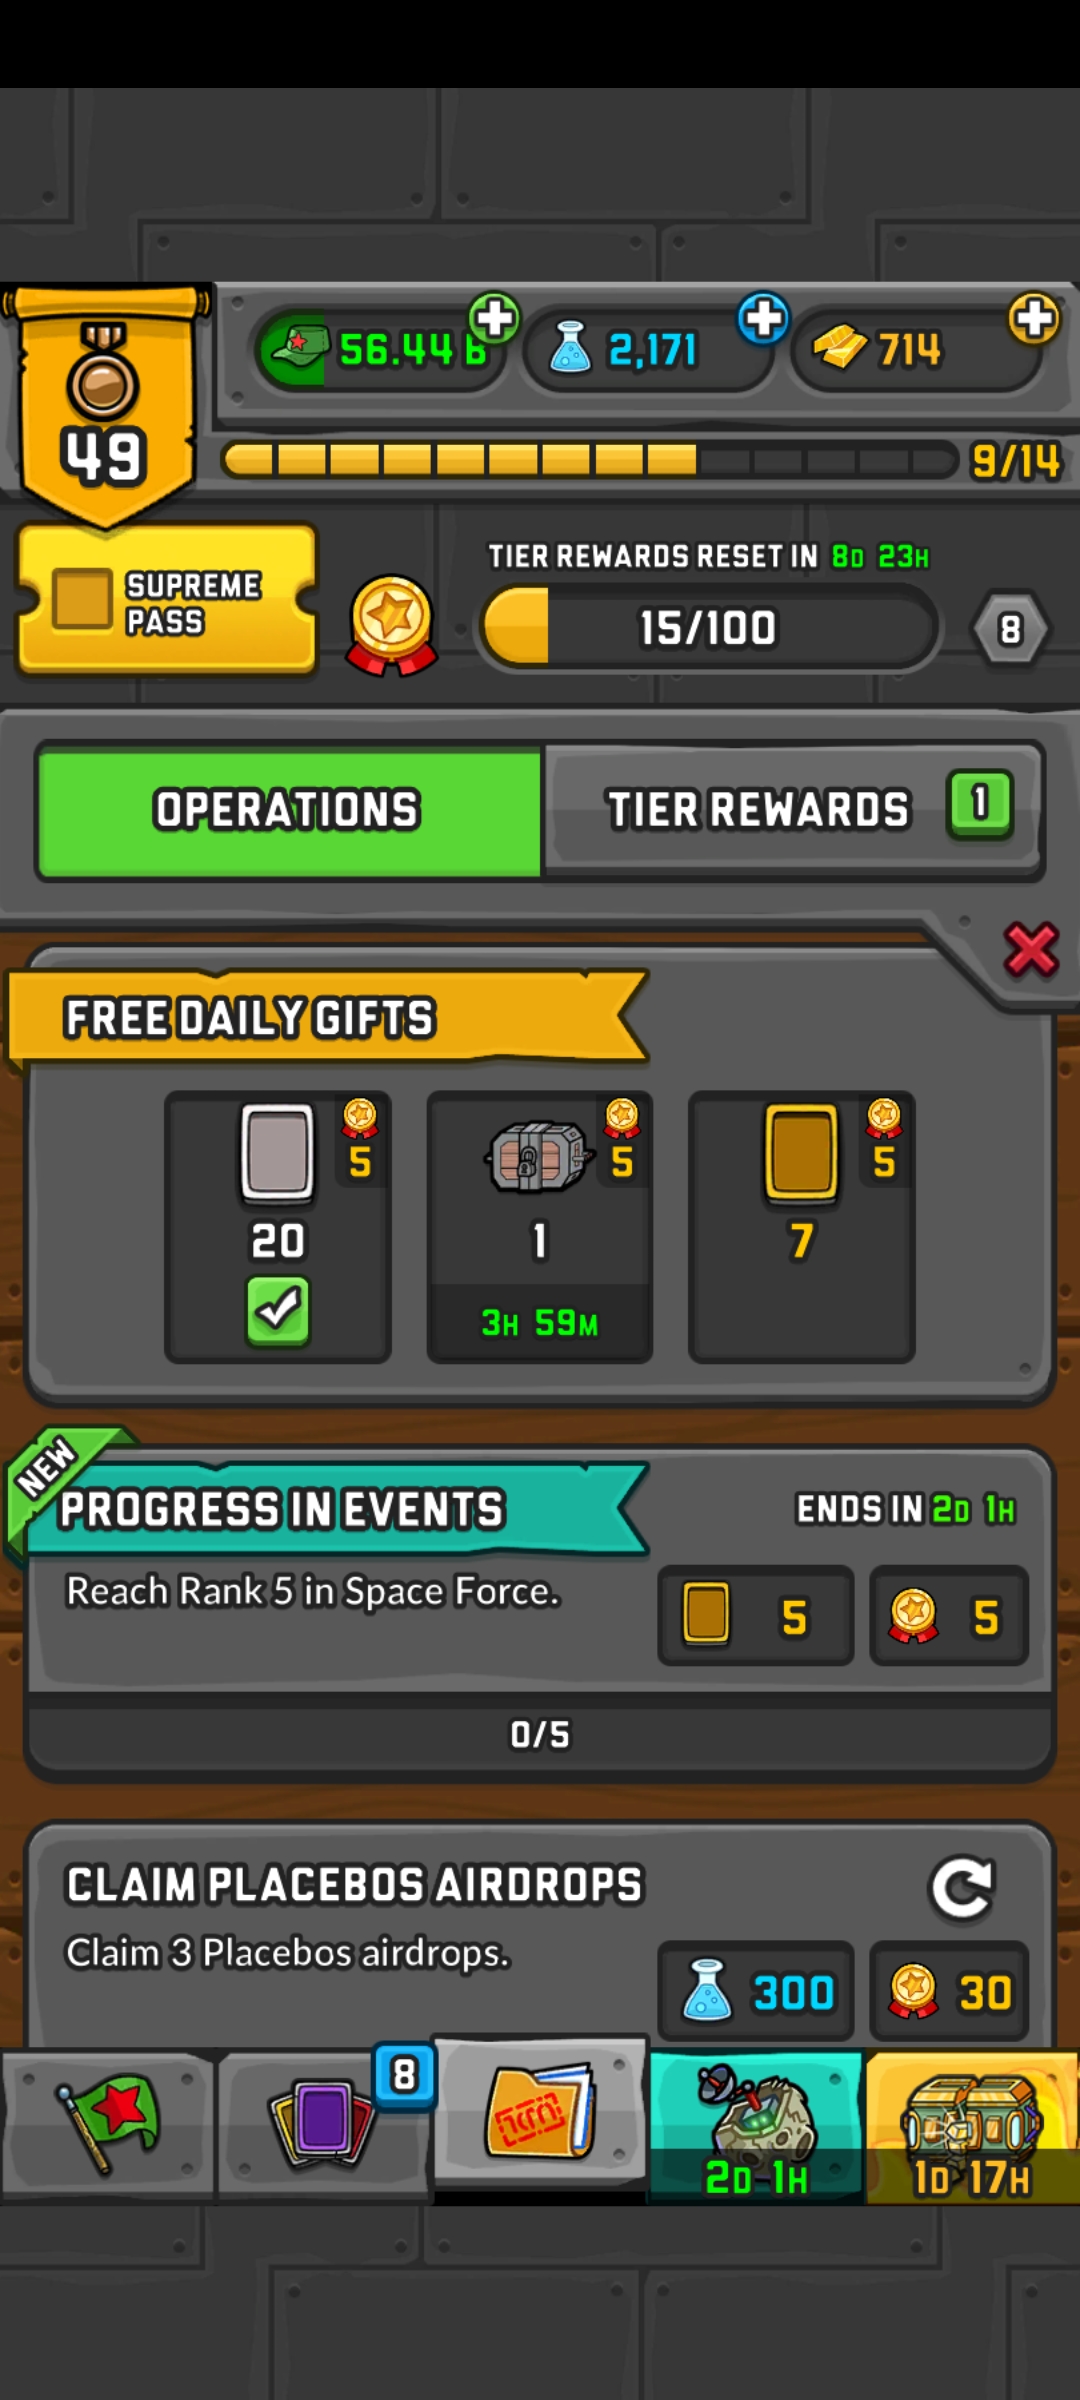 56.44 B
2,171
714
49
9/14
SUPREME
PASS
TIER REWARDS RESET IN 8D 23H
15/100
8
OPERATIONS
TIER REWARDS
1
FREE DAILY GIFTS
5
5
5
20
1
7
3H 59M
NEW
PROGRESS IN EVENTS
ENDS IN 2D 1H
Reach Rank 5 in Space Force.
5
5
0/5
CLAIM PLACEBOS AIRDROPS
Claim 3 Placebos airdrops.
300
30
8
2D 1H
1D 17H